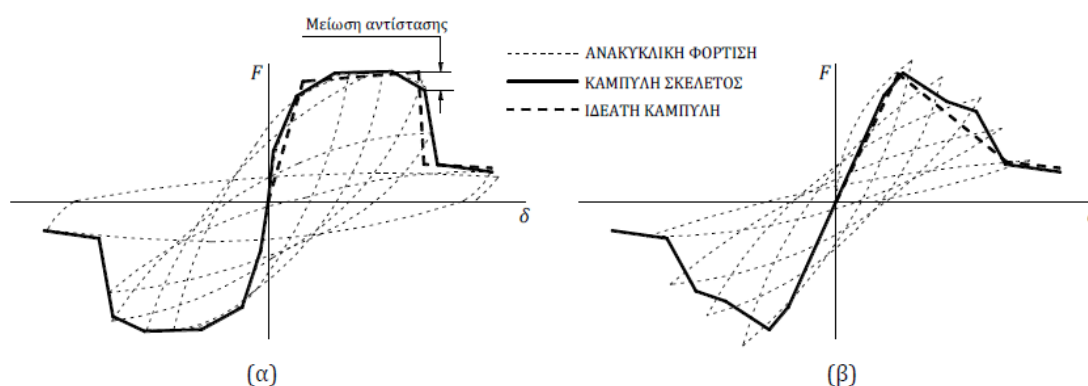 Μείωση αντίστασης
F
δ
(α)
ΑΝΑΚΥΚΛΙΚΗ ΦΟΡΤΙΣΗ
ΚΑΜΠΥΛΗ ΣΚΕΛΕΤΟΣ
ΙΔΕΑΤΗ ΚΑΜΠΥΛΗ
F
(β)